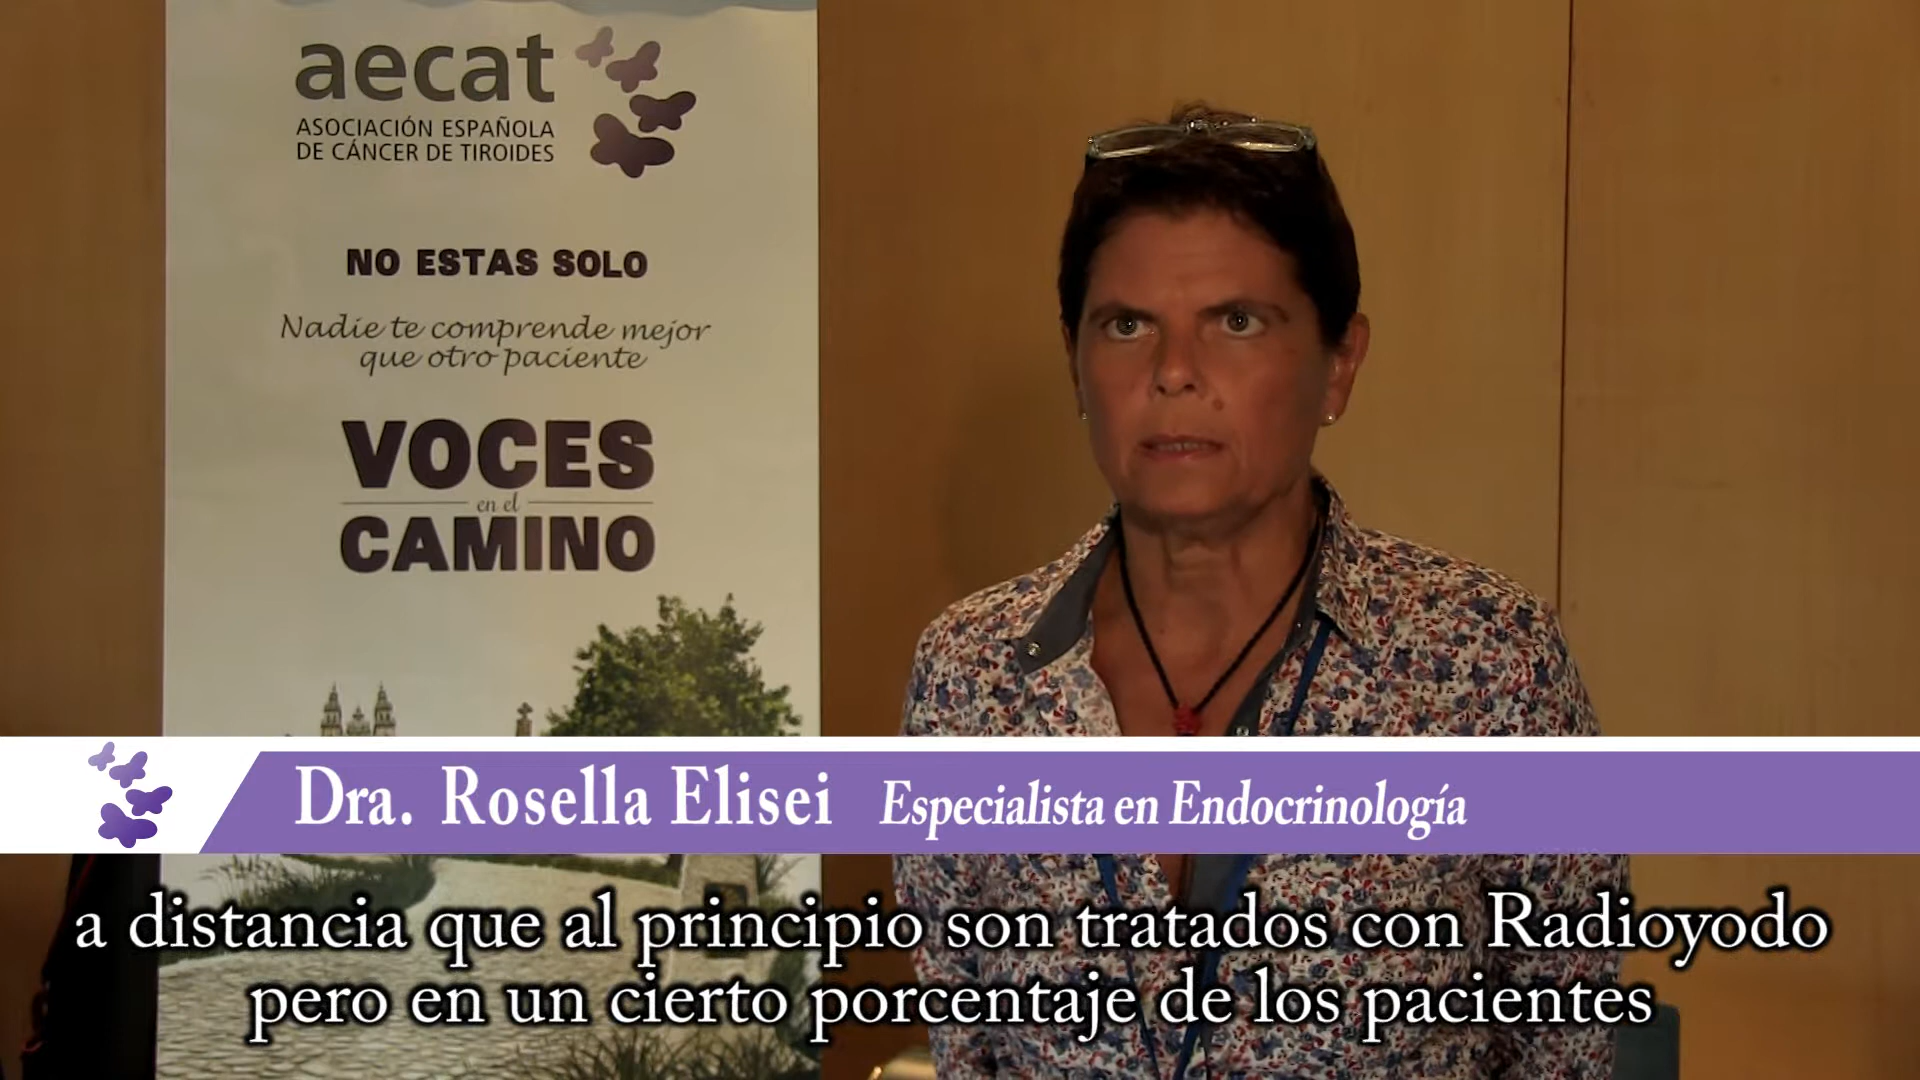 aecat
ASOCIACIÓN ESPAÑOLA
DE CÁNCER DE TIROIDES
NO ESTAS SOLO
Nadie te comprende mejor
que otro paciente
VOCES
en el
CAMINO
Dra. Rosella Elisei Especialista en Endocrinología
a distancia que al principio son tratados con Radioyodo
pero en un cierto porcentaje de los pacientes